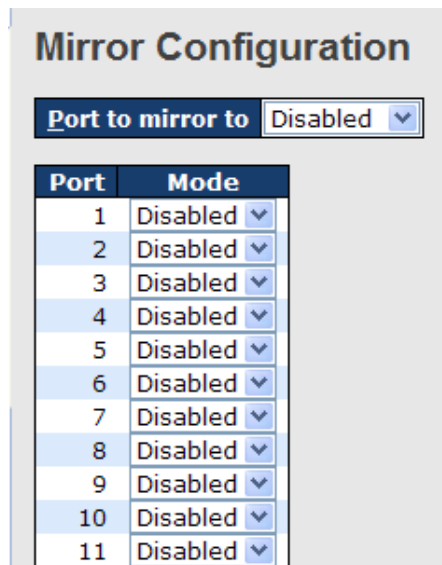 Mirror Configuration
Port to mirror to Disabled
Port Mode
1 Disabled
2 Disabled
3 Disabled
4 Disabled
5 Disabled
6 Disabled
7 Disabled
8 Disabled
9 Disabled
10 Disabled
11 Disabled